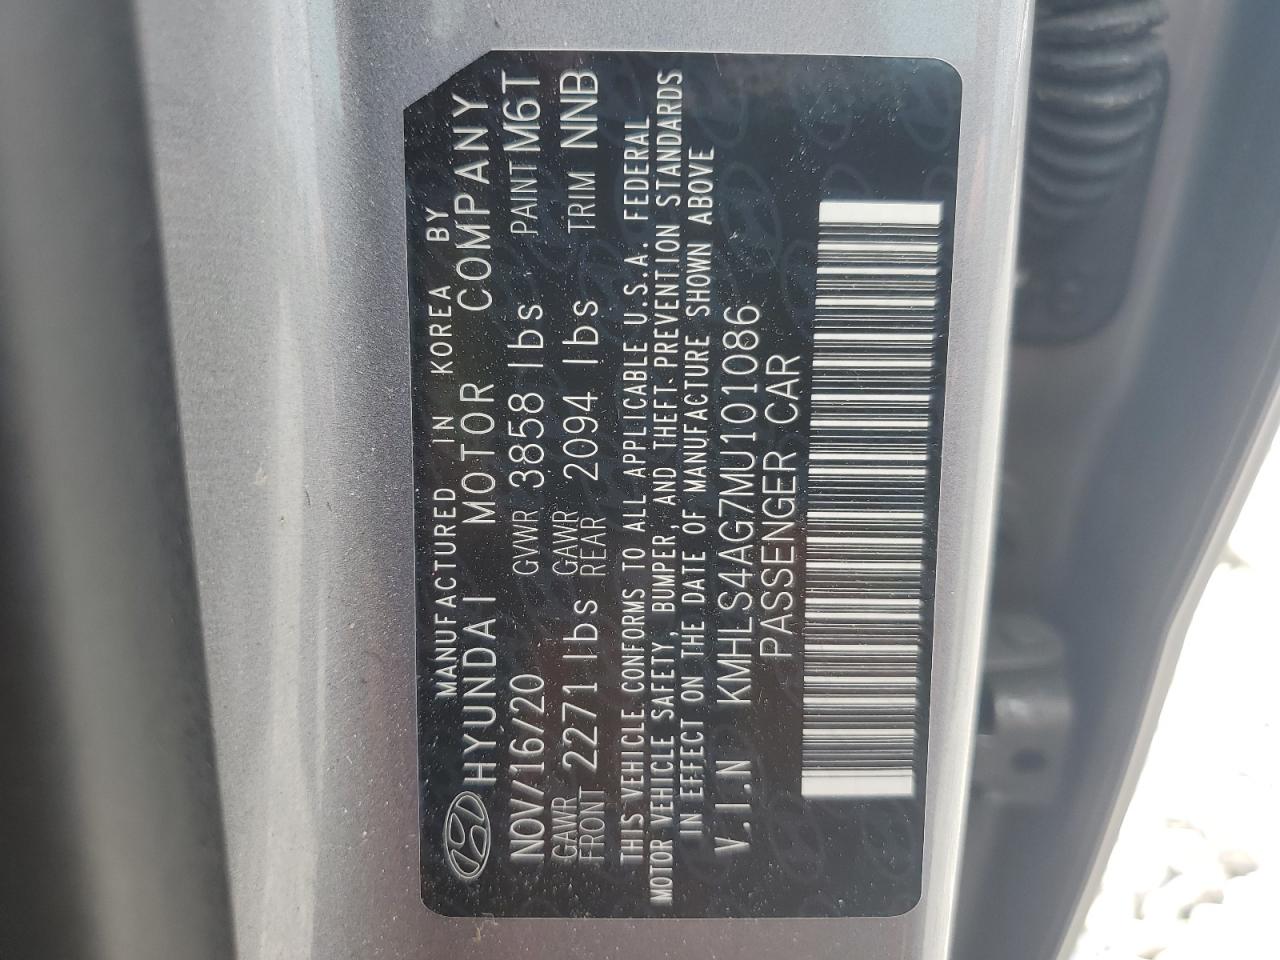 MANUFACTURED IN KOREA BY
HYUNDAI MOTOR COMPANY
NOV/16/20 GVWR 3858 lbs PAINT M6T
GAWR FRONT 2271 lbs GAWR REAR 2094 lbs TRIM NNB
THIS VEHICLE CONFORMS TO ALL APPLICABLE U.S.A. FEDERAL
MOTOR VEHICLE SAFETY, BUMPER, AND THEFT PREVENTION STANDARDS
IN EFFECT ON THE DATE OF MANUFACTURE SHOWN ABOVE
V.I.N KMHLS4AG7MU101086
PASSENGER CAR